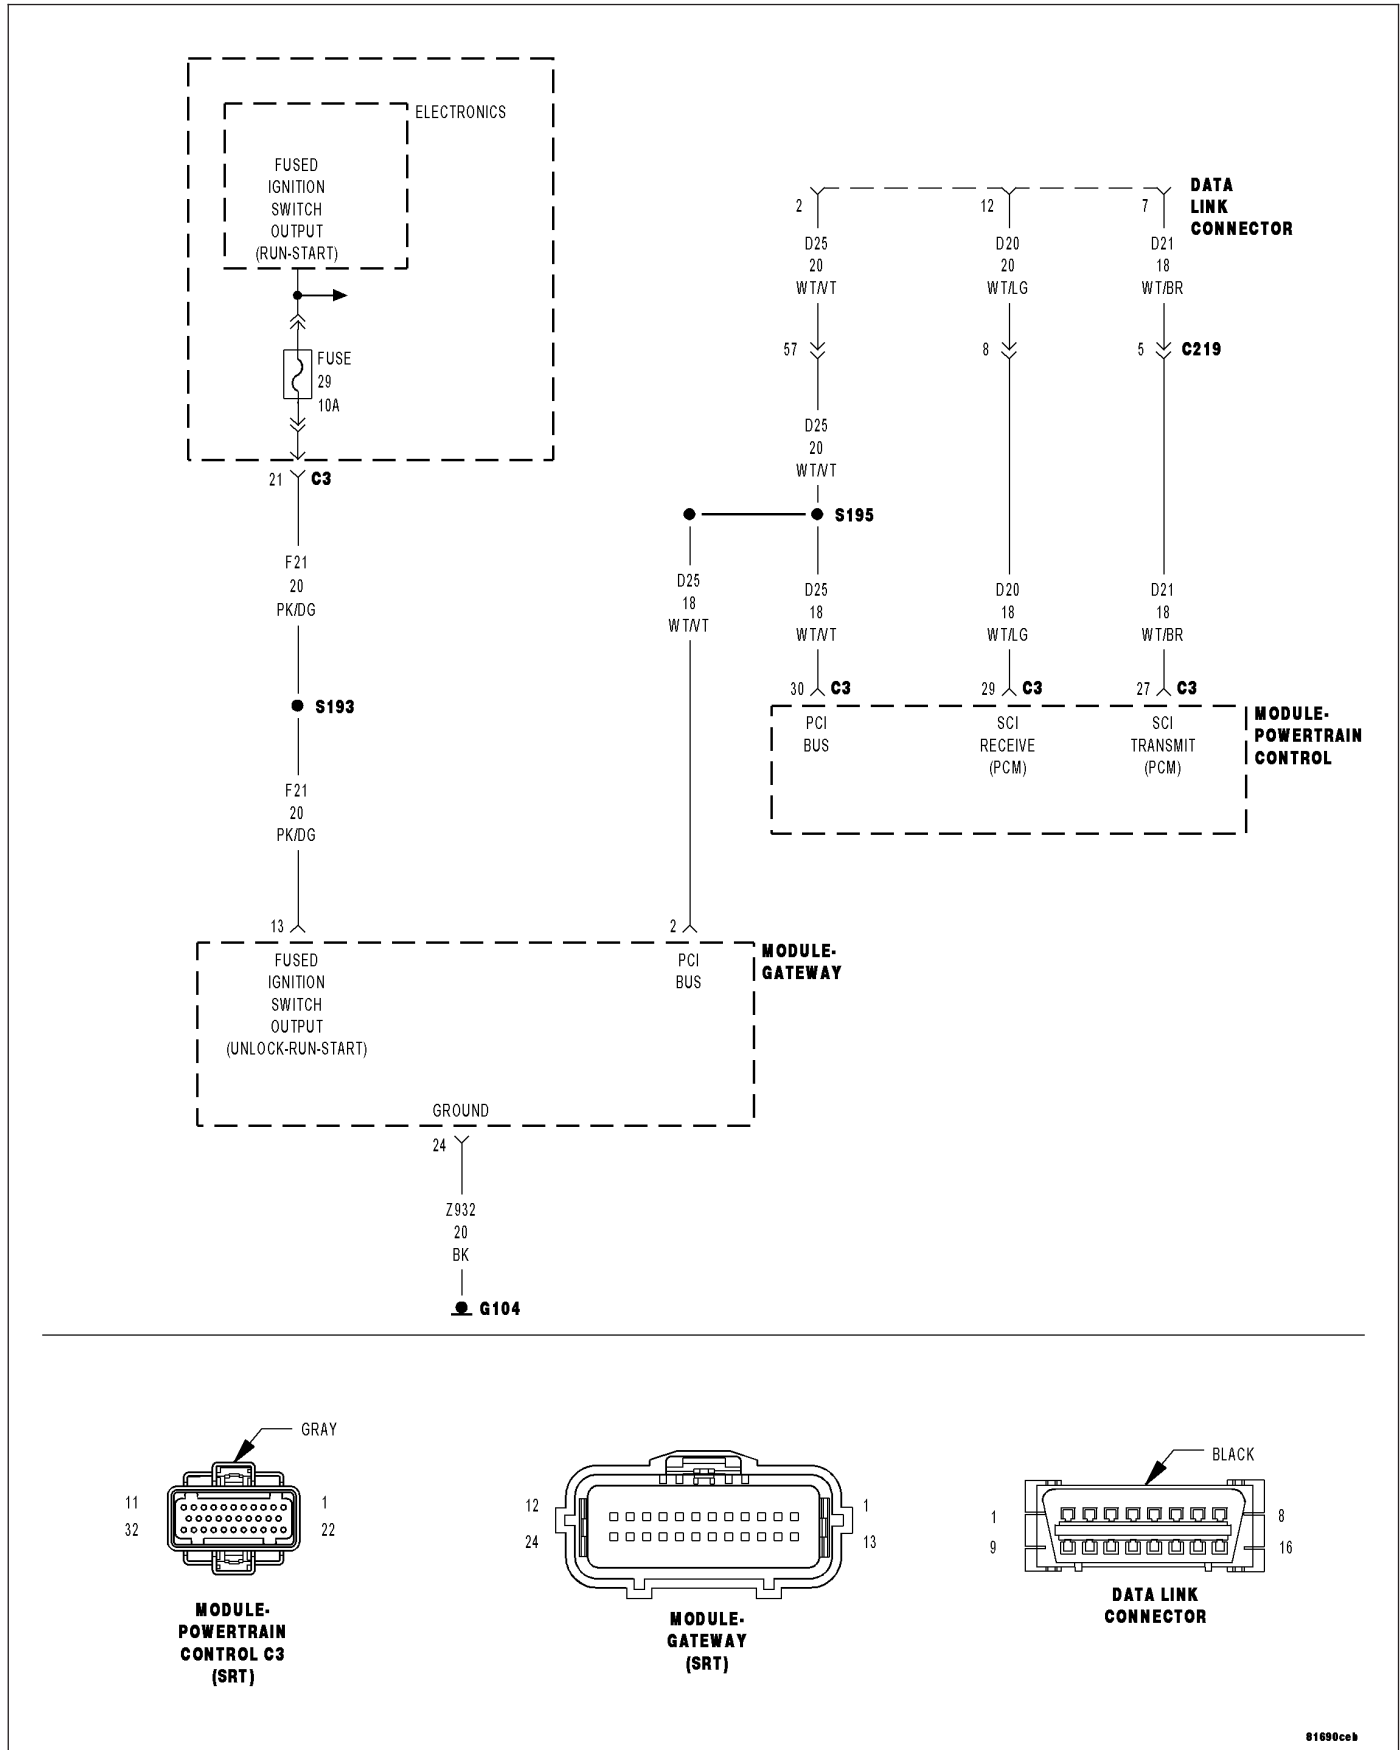 ELECTRONICS
FUSED
IGNITION
SWITCH
OUTPUT
(RUN-START)
FUSE
29
10A
21 C3
F21
20
PK/DG
S193
F21
20
PK/DG
13
FUSED
IGNITION
SWITCH
OUTPUT
(UNLOCK-RUN-START)
2
PCI
BUS
MODULE-
GATEWAY
GROUND
24
Z932
20
BK
G104
DATA
LINK
CONNECTOR
2 12 7
D25 D20 D21
20 20 18
WT/VT WT/LG WT/BR
57 8 5 C219
D25
20
WT/VT
S195
D25
18
WT/VT
D25 D20 D21
18 18 18
WT/VT WT/LG WT/BR
30 C3 29 C3 27 C3
PCI SCI SCI
BUS RECEIVE TRANSMIT
(PCM) (PCM)
MODULE-
POWERTRAIN
CONTROL
GRAY
11 1
32 22
MODULE-
POWERTRAIN
CONTROL C3
(SRT)
12 1
24 13
MODULE-
GATEWAY
(SRT)
BLACK
1 8
9 16
DATA LINK
CONNECTOR
81690ceb